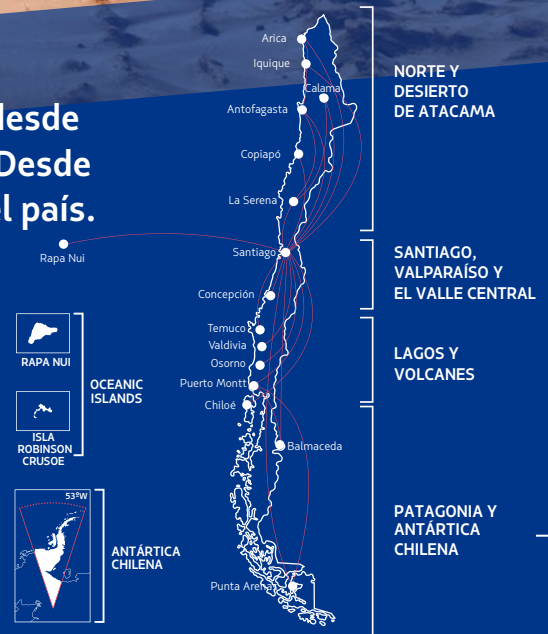 desde
Desde
el país.
Arica
Iquique
Calama
Antofagasta
Copiapó
La Serena
Santiago
Rapa Nui
Concepción
Temuco
Valdivia
Osorno
Puerto Montt
Chiloé
Balmaceda
Punta Arenas
NORTE Y
DESIERTO
DE ATACAMA
SANTIAGO,
VALPARAÍSO Y
EL VALLE CENTRAL
LAGOS Y
VOLCANES
PATAGONIA Y
ANTÁRTICA
CHILENA
RAPA NUI
ISLA
ROBINSON
CRUSOE
OCEANIC
ISLANDS
53ºW
ANTÁRTICA
CHILENA